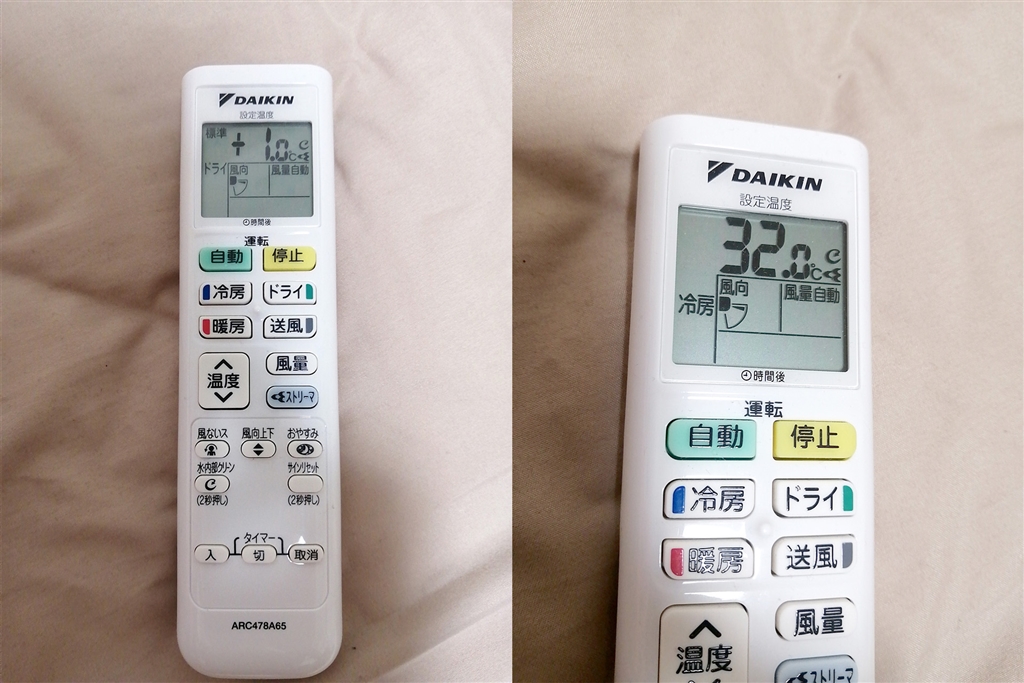 DAIKIN
設定温度
標準 +1.0℃
ドライ 風向 風量自動
時間後
運転
自動 停止
冷房 ドライ
暖房 送風
温度 風量
ストリーマ
風ないス 風向上下 おやすみ
水内部クリーン サインリセット
(2秒押し) (2秒押し)
タイマー
入 切 取消
ARC478A65
DAIKIN
設定温度
32.0℃
冷房 風向 風量自動
時間後
運転
自動 停止
冷房 ドライ
暖房 送風
温度 風量
ストリーマ